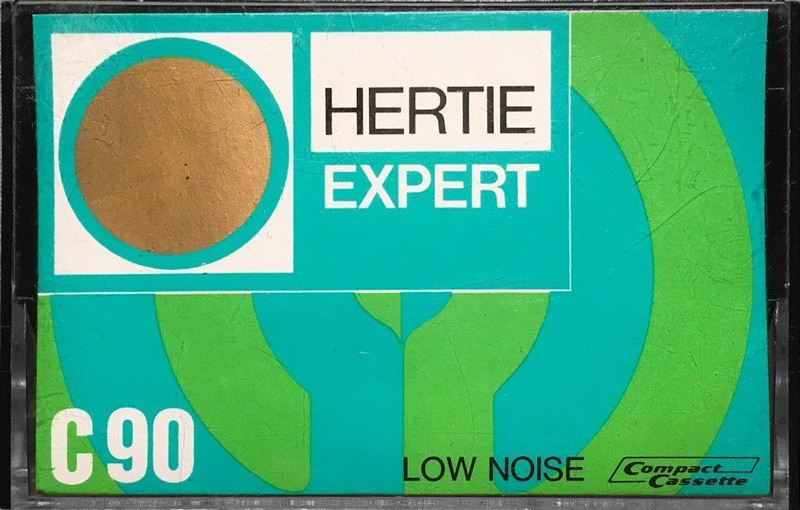 HERTIE
EXPERT
C 90
LOW NOISE
Compact
Cassette